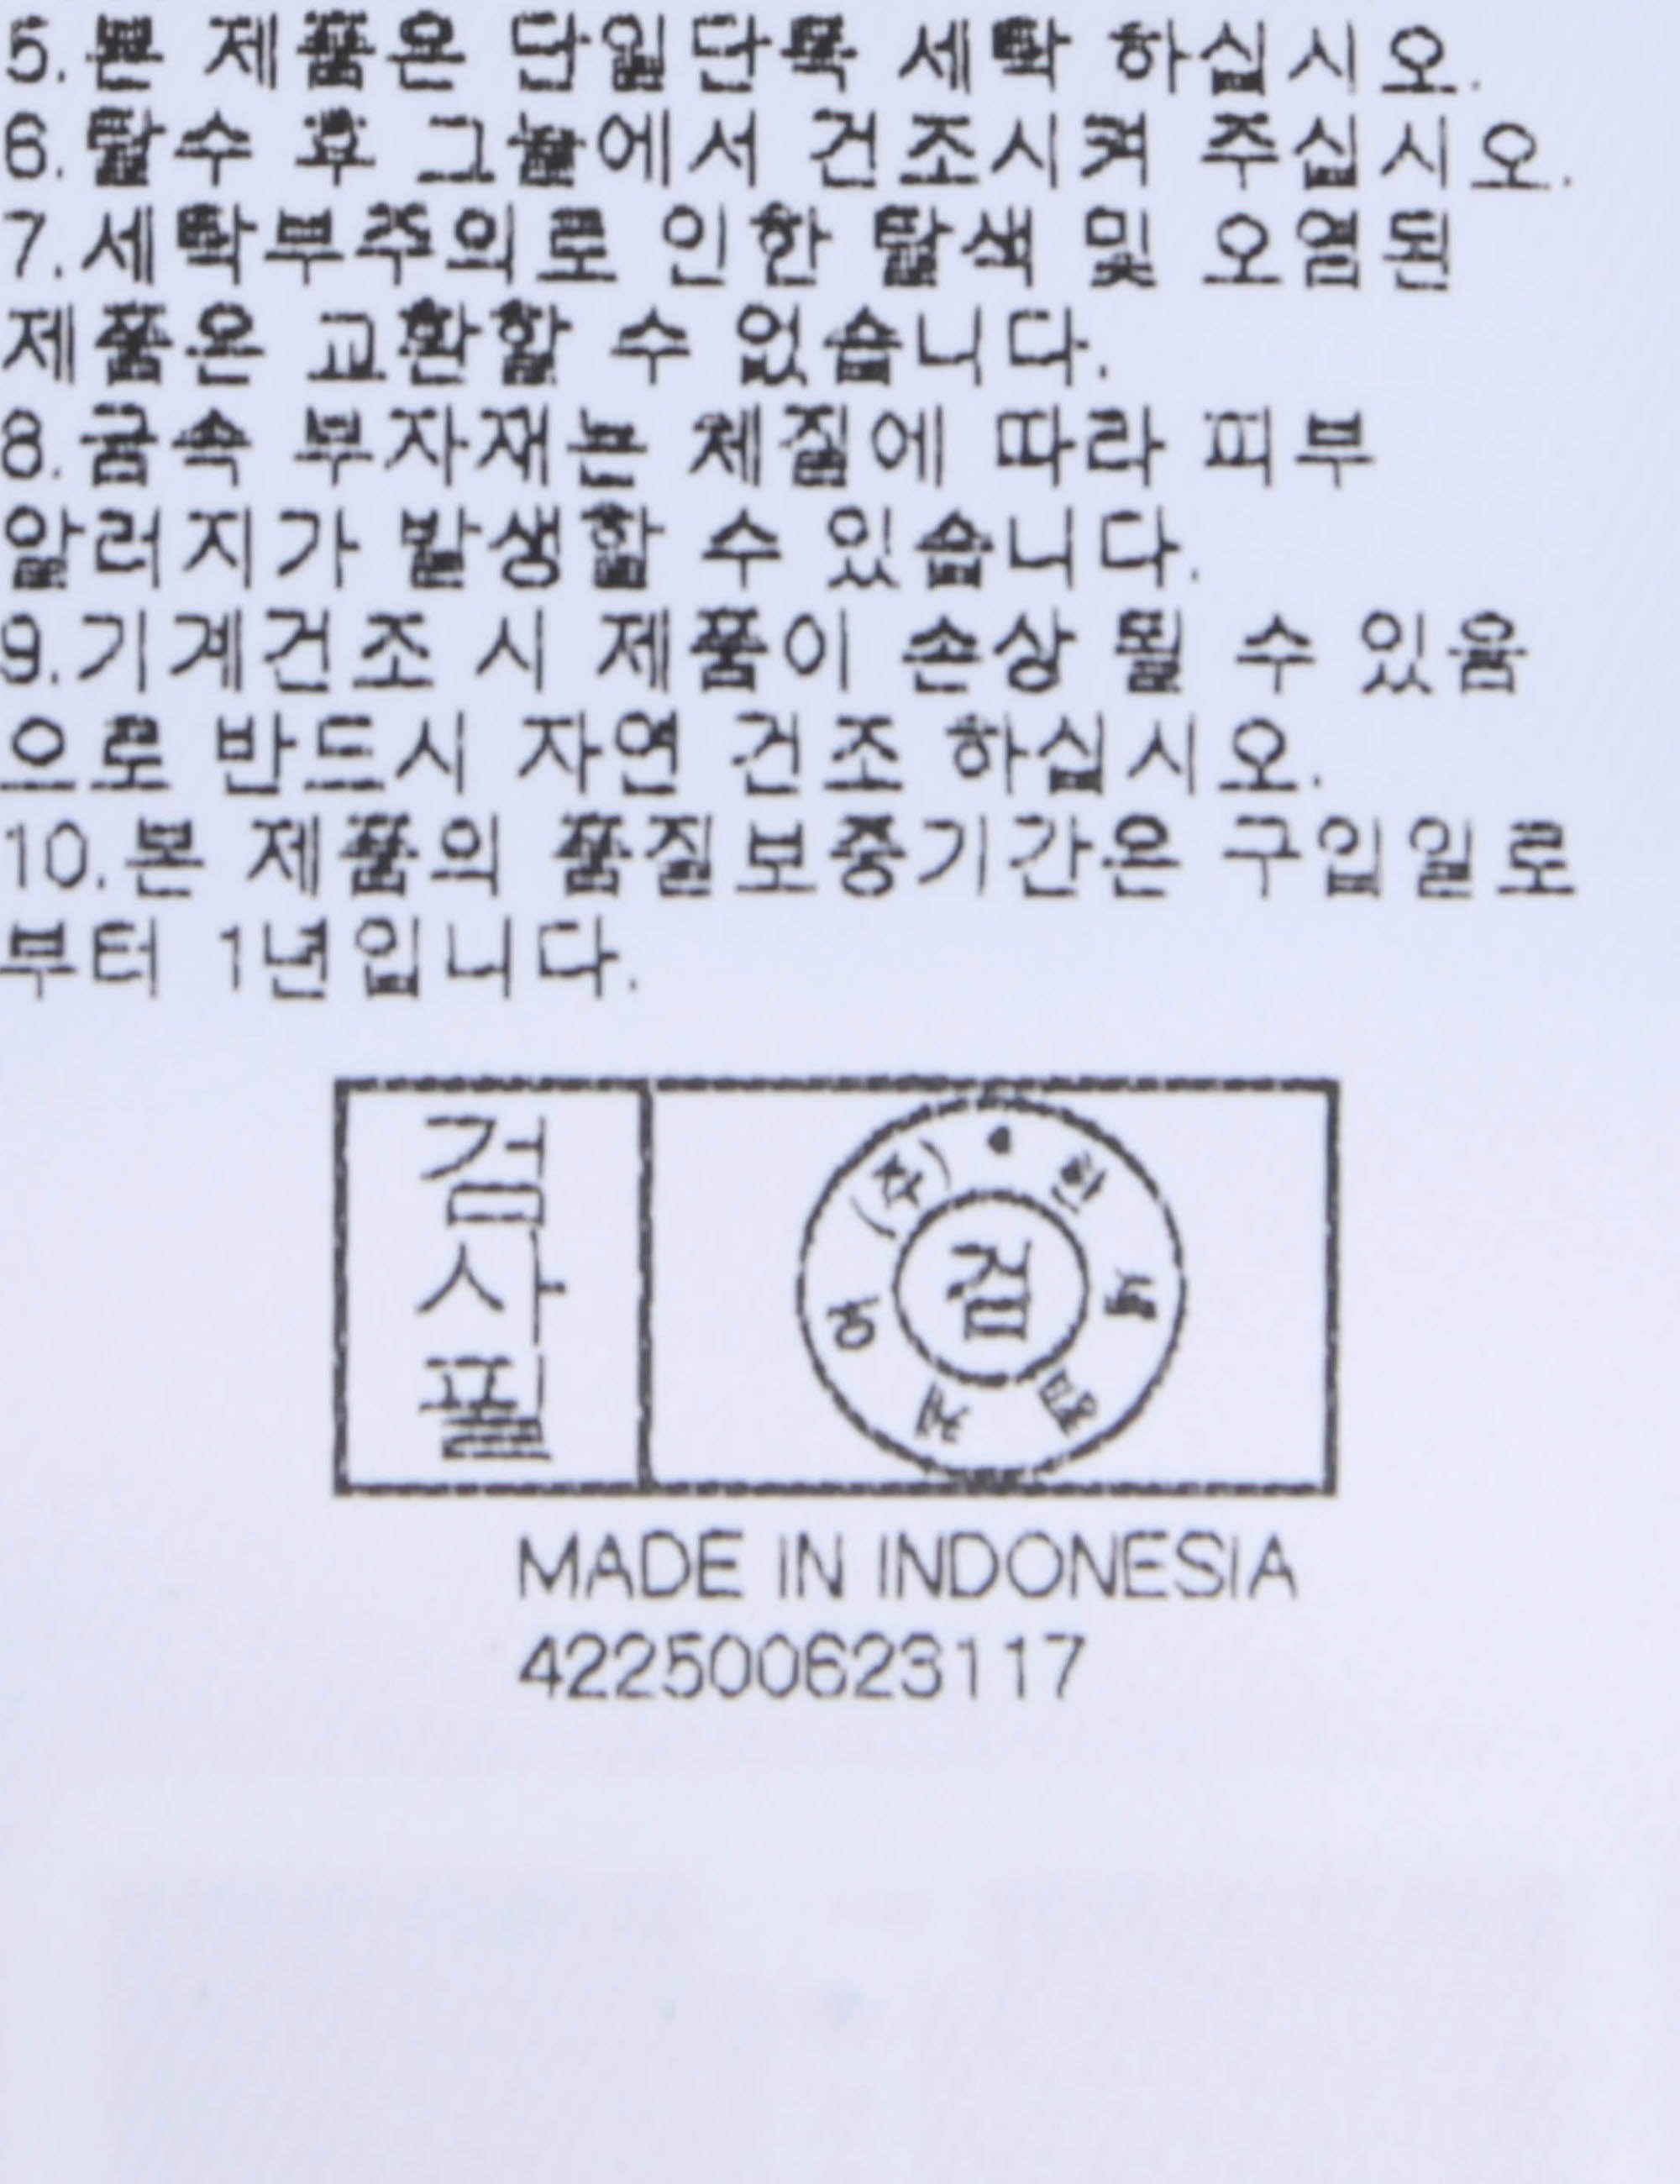 5.본 제품은 단일단독 세탁 하십시오.
6.탈수 후 그늘에서 건조시켜 주십시오.
7.세탁부주의로 인한 탈색 및 오염된
제품은 교환할 수 없습니다.
8.금속 부자재는 체질에 따라 피부
알러지가 발생할 수 있습니다.
9.기계건조 시 제품이 손상 될 수 있음
으로 반드시 자연 건조 하십시오.
10.본 제품의 품질보증기간은 구입일로
부터 1년입니다.
검사필
(주)
검
MADE IN INDONESIA
422500623117